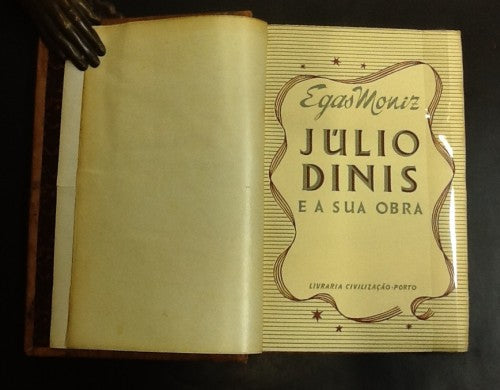 Egas Moniz
JÚLIO
DINIS
E A SUA OBRA
LIVRARIA CIVILIZAÇÃO-PORTO